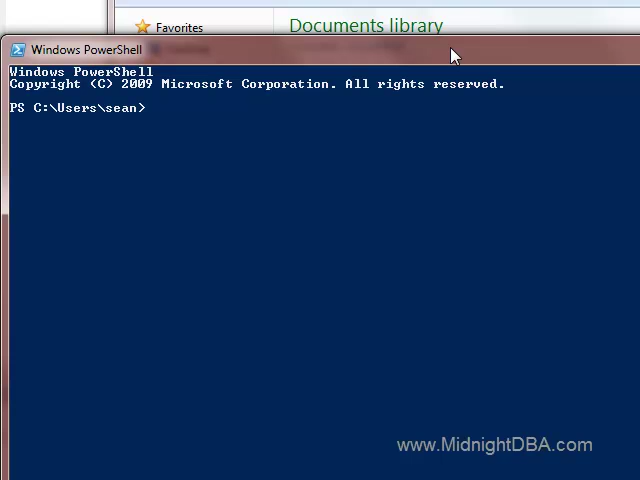 Favorites
Documents library
Windows PowerShell
Windows PowerShell
Copyright (C) 2009 Microsoft Corporation. All rights reserved.
PS C:\Users\sean>
www.MidnightDBA.com